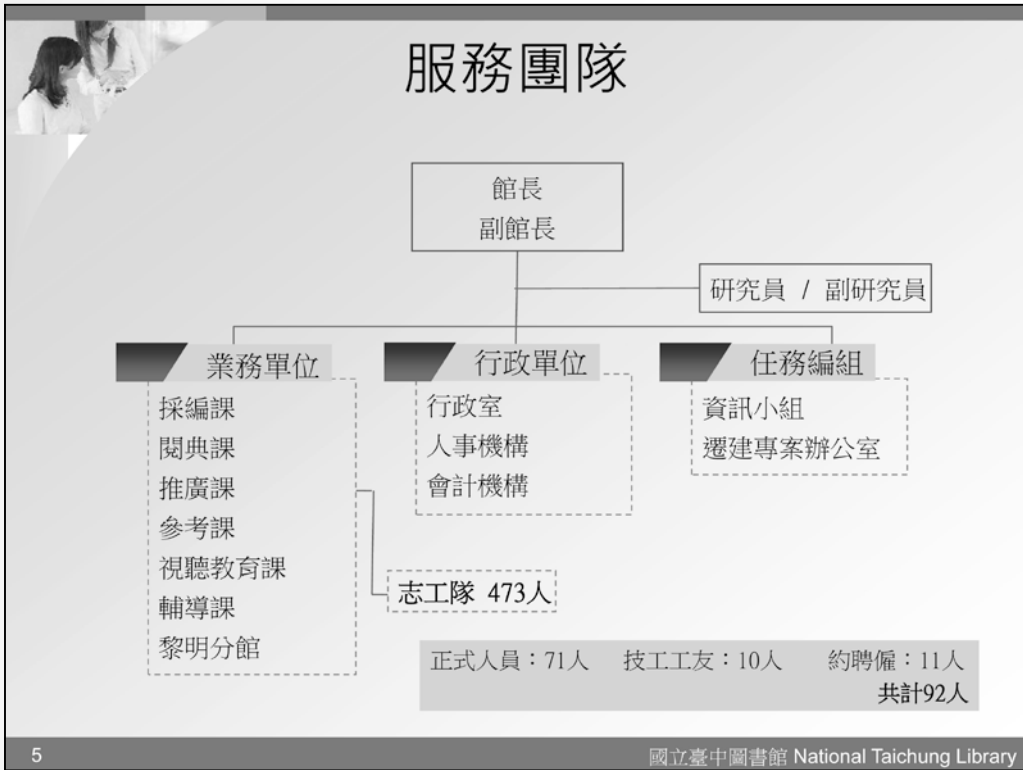 服務團隊
館長
副館長
研究員 / 副研究員
業務單位
採編課
閱典課
推廣課
參考課
視聽教育課
輔導課
黎明分館
行政單位
行政室
人事機構
會計機構
任務編組
資訊小組
遷建專案辦公室
志工隊 473人
正式人員：71人 技工工友：10人 約聘僱：11人
共計92人
5
國立臺中圖書館 National Taichung Library